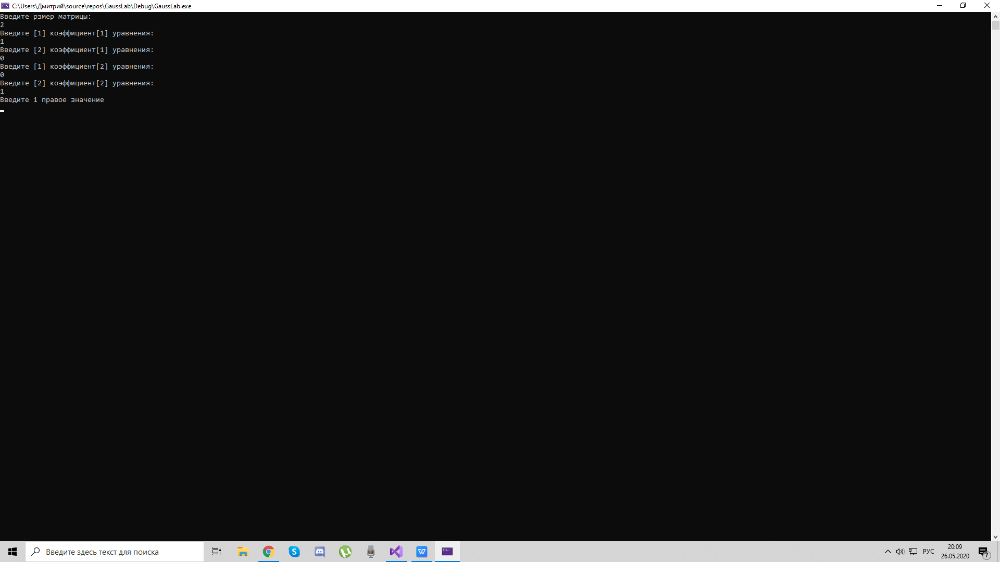 C:\Users\Дмитрий\source\repos\GaussLab\Debug\GaussLab.exe
Введите рзмер матрицы:
2
Введите [1] коэффициент[1] уравнения:
1
Введите [2] коэффициент[1] уравнения:
0
Введите [1] коэффициент[2] уравнения:
0
Введите [2] коэффициент[2] уравнения:
1
Введите 1 правое значение
Введите здесь текст для поиска
РУС
20:09
26.05.2020
7